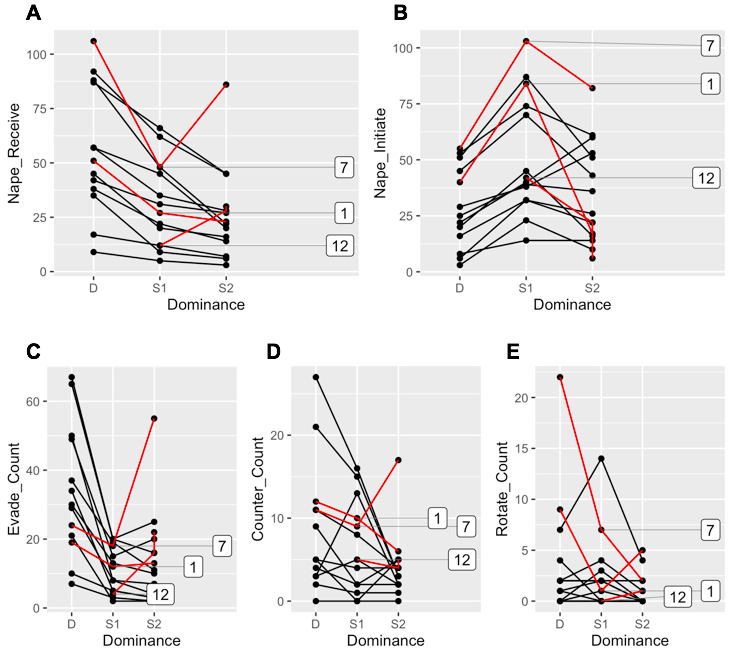 A
Nape_Receive
100
75
50
25
0
7
1
12
D S1 S2
Dominance
B
Nape_Initiate
100
75
50
25
0
7
1
12
D S1 S2
Dominance
C
Evade_Count
60
40
20
0
7
1
12
D S1 S2
Dominance
D
Counter_Count
20
10
0
1
7
12
D S1 S2
Dominance
E
Rotate_Count
20
15
10
5
0
7
1
12
D S1 S2
Dominance